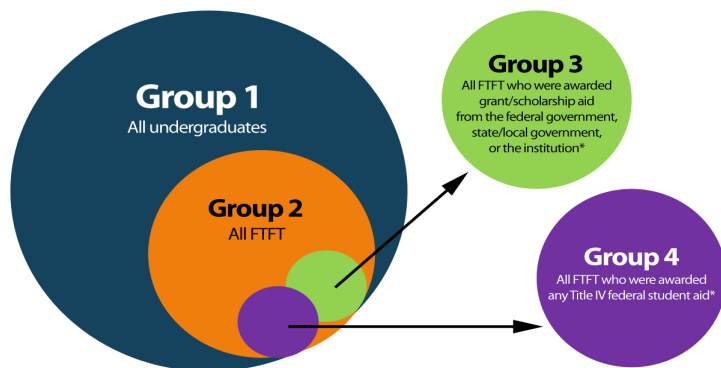 Group 1
All undergraduates
Group 2
All FTFT
Group 3
All FTFT who were awarded
grant/scholarship aid
from the federal government,
state/local government,
or the institution*
Group 4
All FTFT who were awarded
any Title IV federal student aid*